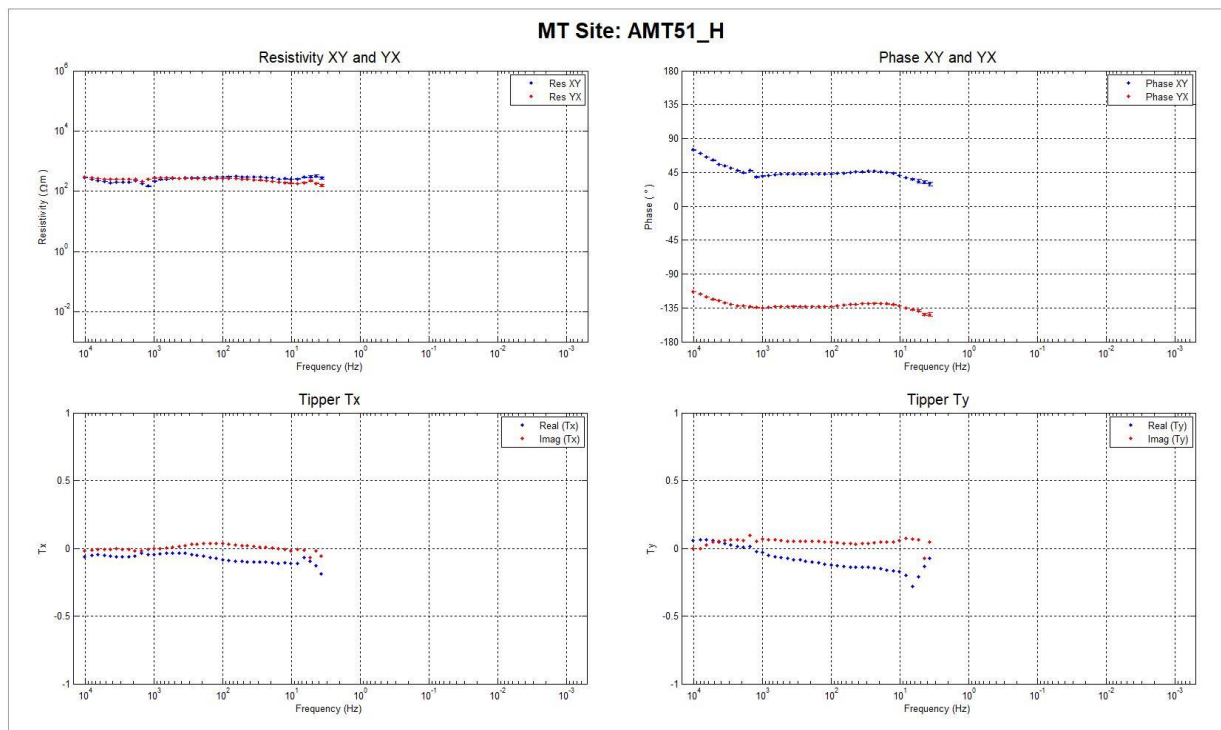 MT Site: AMT51_H
Resistivity XY and YX
Res XY
Res YX
10^6
10^4
10^2
10^0
10^-2
Resistivity (Ωm)
10^4 10^3 10^2 10^1 10^0 10^-1 10^-2 10^-3
Frequency (Hz)
Phase XY and YX
Phase XY
Phase YX
180
135
90
45
0
-45
-90
-135
-180
Phase (°)
10^4 10^3 10^2 10^1 10^0 10^-1 10^-2 10^-3
Frequency (Hz)
Tipper Tx
Real (Tx)
Imag (Tx)
1
0.5
0
-0.5
-1
Tx
10^4 10^3 10^2 10^1 10^0 10^-1 10^-2 10^-3
Frequency (Hz)
Tipper Ty
Real (Ty)
Imag (Ty)
1
0.5
0
-0.5
-1
Ty
10^4 10^3 10^2 10^1 10^0 10^-1 10^-2 10^-3
Frequency (Hz)